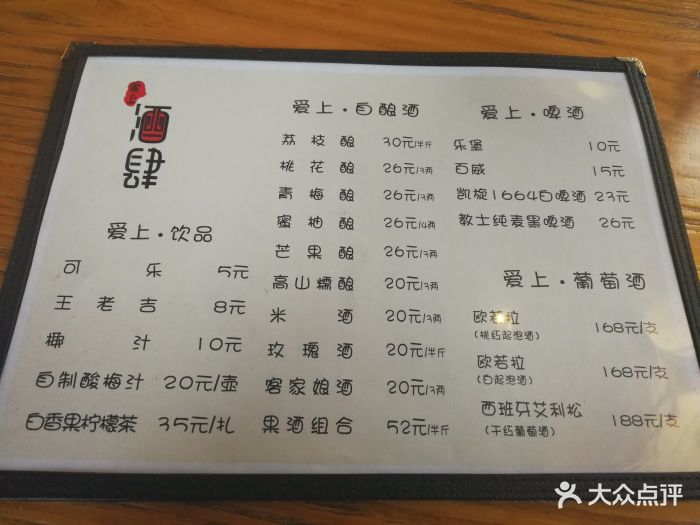 爱上
酒肆
爱上·饮品
可乐 5元
王老吉 8元
椰汁 10元
自制酸梅汁 20元/壶
百香果柠檬茶 35元/扎
爱上·自酿酒
荔枝酿 30元/半斤
桃花酿 26元/3两
青梅酿 26元/3两
蜜柚酿 26元/4两
芒果酿 26元/3两
高山糯酿 20元/3两
米酒 20元/3两
玫瑰酒 20元/半斤
客家娘酒 20元/3两
果酒组合 52元/半斤
爱上·啤酒
乐堡 10元
百威 15元
凯旋1664白啤酒 23元
教士纯麦黑啤酒 26元
爱上·葡萄酒
欧若拉 168元/支
(桃红起泡酒)
欧若拉 168元/支
(白起泡酒)
西班牙艾利松 188元/支
(干红葡萄酒)
大众点评